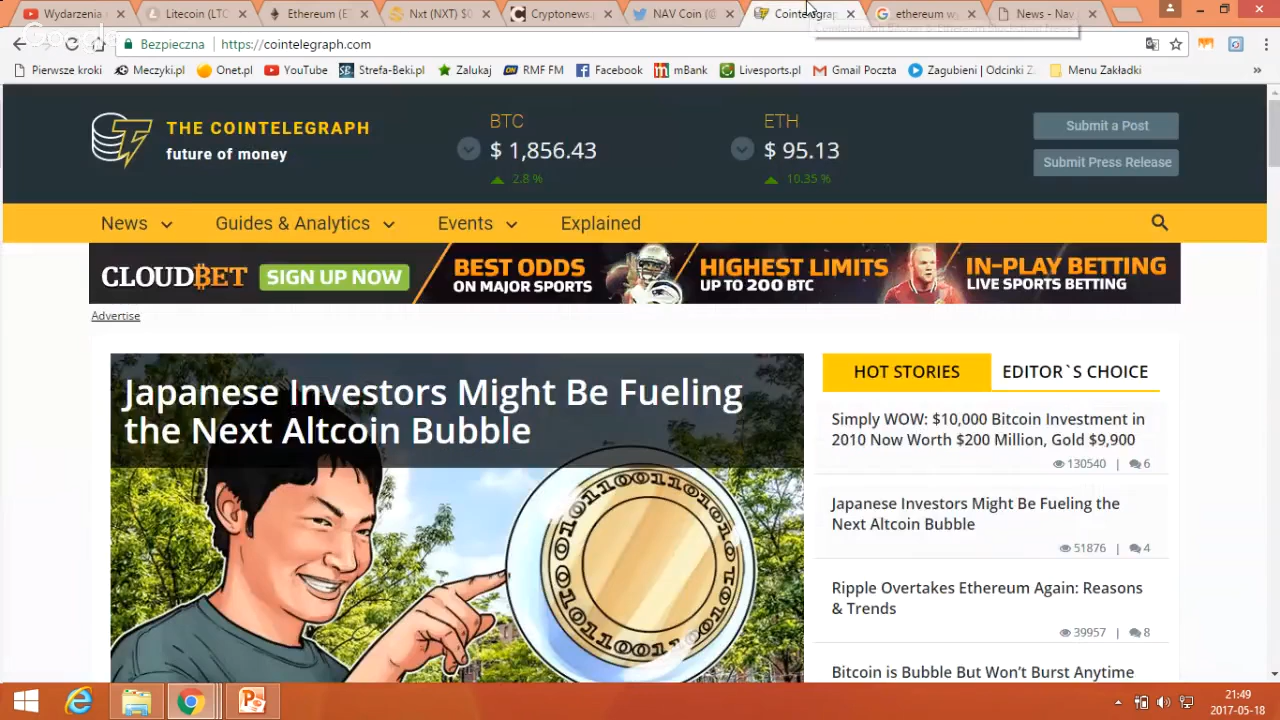 Wydarzenia
Litecoin (LTC
Ethereum (ET
Nxt (NXT) $0
Cryptonews.p
NAV Coin (@
Cointelegrap
ethereum w
News - Nav
Bezpieczna
https://cointelegraph.com
Pierwsze kroki
Meczyki.pl
Onet.pl
YouTube
Strefa-Beki.pl
Zalukaj
RMF FM
Facebook
mBank
Livesports.pl
Gmail Poczta
Zagubieni | Odcinki Z
Menu Zakładki
THE COINTELEGRAPH
future of money
BTC
$ 1,856.43
2.8 %
ETH
$ 95.13
10.35 %
Submit a Post
Submit Press Release
News
Guides & Analytics
Events
Explained
CLOUDBET
SIGN UP NOW
BEST ODDS
ON MAJOR SPORTS
HIGHEST LIMITS
UP TO 200 BTC
IN-PLAY BETTING
LIVE SPORTS BETTING
Advertise
Japanese Investors Might Be Fueling
the Next Altcoin Bubble
HOT STORIES
EDITOR`S CHOICE
Simply WOW: $10,000 Bitcoin Investment in
2010 Now Worth $200 Million, Gold $9,900
130540 | 6
Japanese Investors Might Be Fueling the
Next Altcoin Bubble
51876 | 4
Ripple Overtakes Ethereum Again: Reasons
& Trends
39957 | 8
Bitcoin is Bubble But Won't Burst Anytime
21:49
2017-05-18